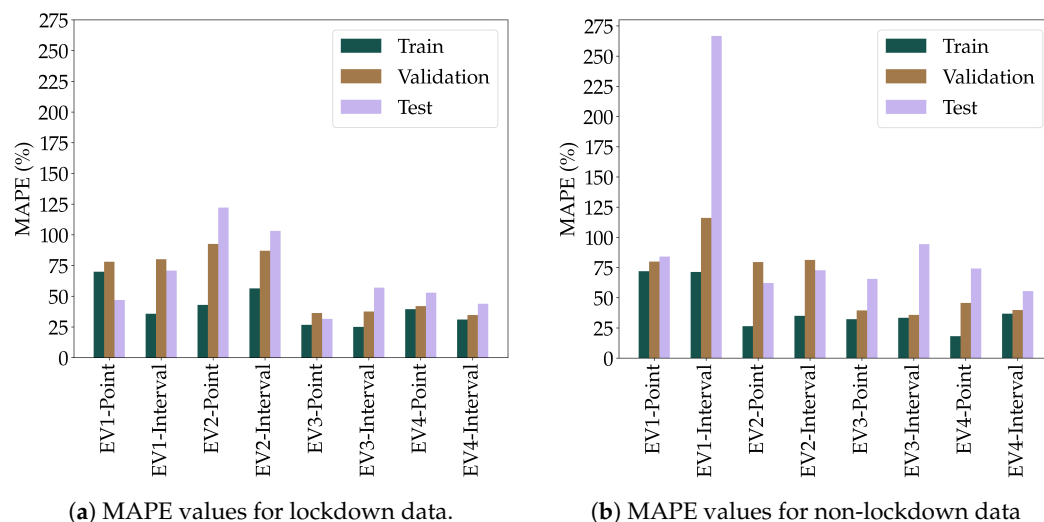 275
250
225
200
175
150
125
100
75
50
25
0
MAPE (%)
Train
Validation
Test
EV1-Point
EV1-Interval
EV2-Point
EV2-Interval
EV3-Point
EV3-Interval
EV4-Point
EV4-Interval
(a) MAPE values for lockdown data.
275
250
225
200
175
150
125
100
75
50
25
0
MAPE (%)
Train
Validation
Test
EV1-Point
EV1-Interval
EV2-Point
EV2-Interval
EV3-Point
EV3-Interval
EV4-Point
EV4-Interval
(b) MAPE values for non-lockdown data